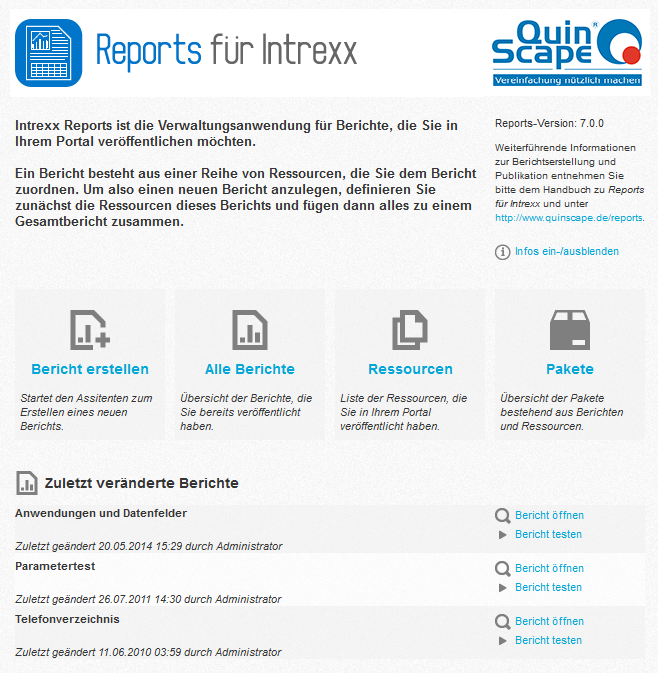 Reports für Intrexx
Quin
Scape®
Vereinfachung nützlich machen
Intrexx Reports ist die Verwaltungsanwendung für Berichte, die Sie in
Ihrem Portal veröffentlichen möchten.
Ein Bericht besteht aus einer Reihe von Ressourcen, die Sie dem Bericht
zuordnen. Um also einen neuen Bericht anzulegen, definieren Sie
zunächst die Ressourcen dieses Berichts und fügen dann alles zu einem
Gesamtbericht zusammen.
Reports-Version: 7.0.0
Weiterführende Informationen
zur Berichtserstellung und
Publikation entnehmen Sie
bitte dem Handbuch zu Reports
für Intrexx und unter
http://www.quinscape.de/reports.
Infos ein-/ausblenden
Bericht erstellen
Startet den Assitenten zum
Erstellen eines neuen
Berichts.
Alle Berichte
Übersicht der Berichte, die
Sie bereits veröffentlicht
haben.
Ressourcen
Liste der Ressourcen, die
Sie in Ihrem Portal
veröffentlicht haben.
Pakete
Übersicht der Pakete
bestehend aus Berichten
und Ressourcen.
Zuletzt veränderte Berichte
Anwendungen und Datenfelder
Zuletzt geändert 20.05.2014 15:29 durch Administrator
Bericht öffnen
Bericht testen
Parametertest
Zuletzt geändert 26.07.2011 14:30 durch Administrator
Bericht öffnen
Bericht testen
Telefonverzeichnis
Zuletzt geändert 11.06.2010 03:59 durch Administrator
Bericht öffnen
Bericht testen